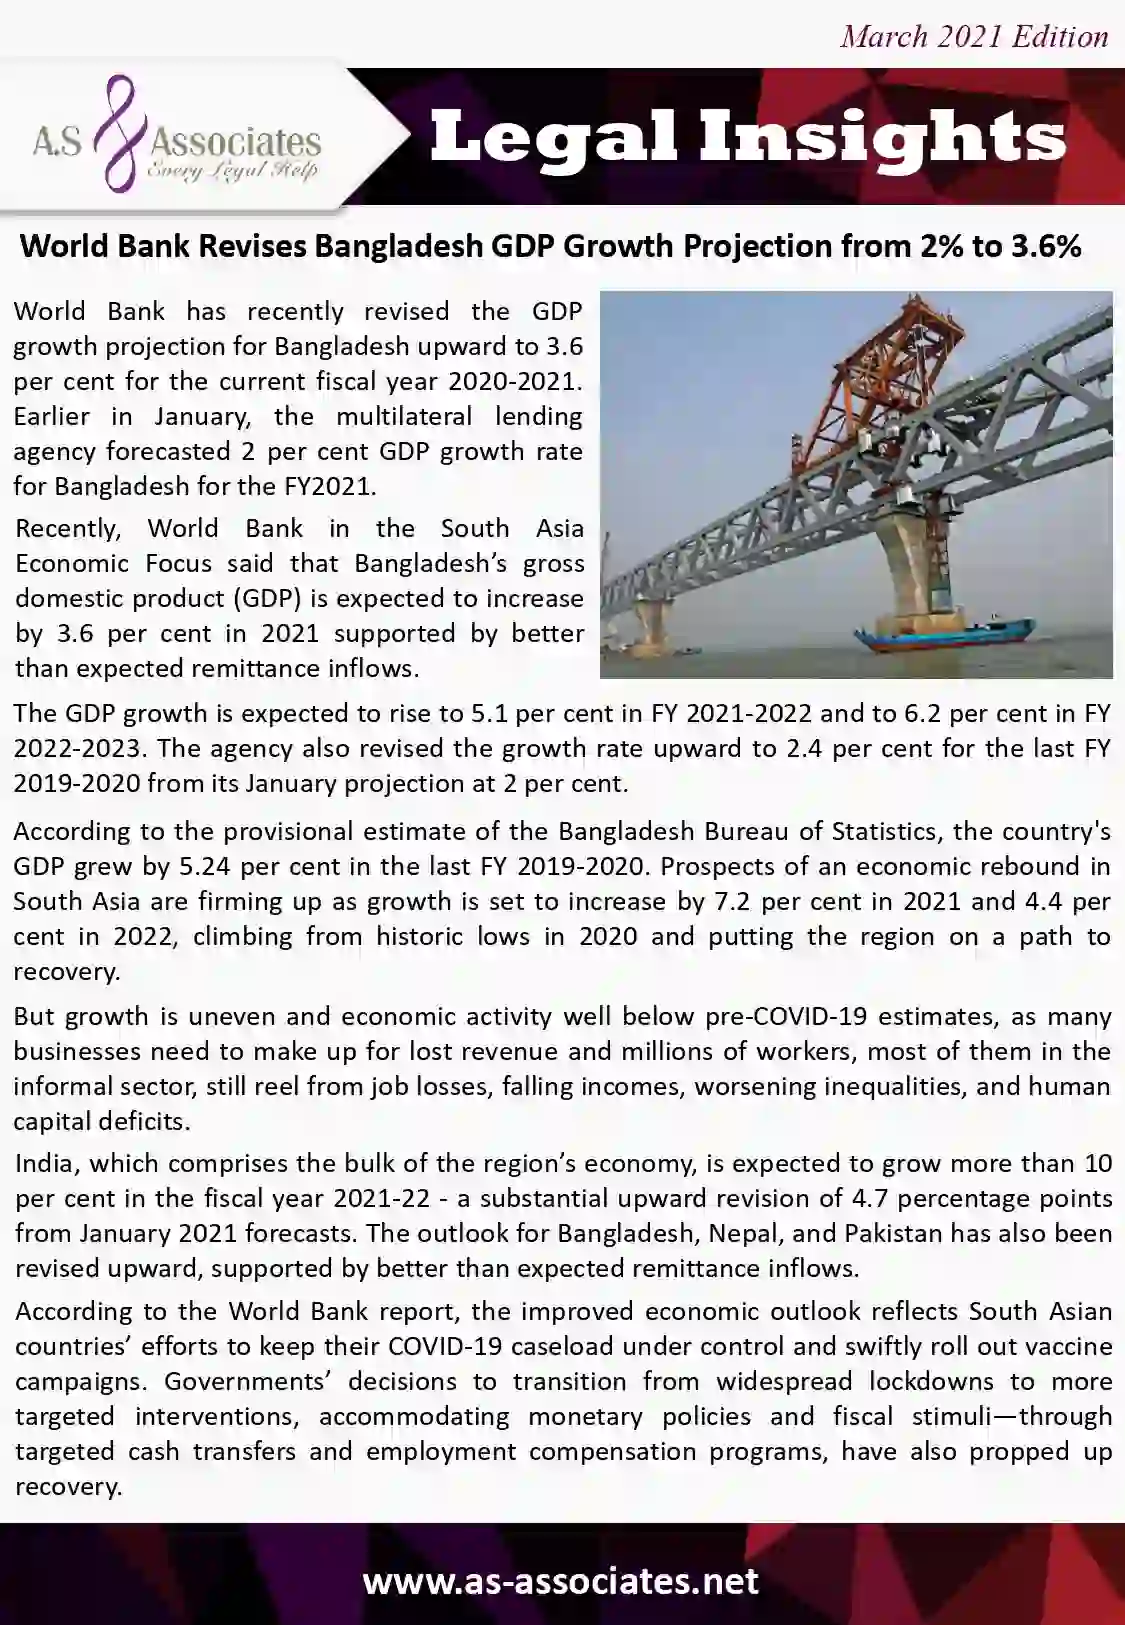 March 2021 Edition
A.S & Associates
Every Legal Help
Legal Insights
World Bank Revises Bangladesh GDP Growth Projection from 2% to 3.6%
World Bank has recently revised the GDP
growth projection for Bangladesh upward to 3.6
per cent for the current fiscal year 2020-2021.
Earlier in January, the multilateral lending
agency forecasted 2 per cent GDP growth rate
for Bangladesh for the FY2021.
Recently, World Bank in the South Asia
Economic Focus said that Bangladesh’s gross
domestic product (GDP) is expected to increase
by 3.6 per cent in 2021 supported by better
than expected remittance inflows.
The GDP growth is expected to rise to 5.1 per cent in FY 2021-2022 and to 6.2 per cent in FY
2022-2023. The agency also revised the growth rate upward to 2.4 per cent for the last FY
2019-2020 from its January projection at 2 per cent.
According to the provisional estimate of the Bangladesh Bureau of Statistics, the country's
GDP grew by 5.24 per cent in the last FY 2019-2020. Prospects of an economic rebound in
South Asia are firming up as growth is set to increase by 7.2 per cent in 2021 and 4.4 per
cent in 2022, climbing from historic lows in 2020 and putting the region on a path to
recovery.
But growth is uneven and economic activity well below pre-COVID-19 estimates, as many
businesses need to make up for lost revenue and millions of workers, most of them in the
informal sector, still reel from job losses, falling incomes, worsening inequalities, and human
capital deficits.
India, which comprises the bulk of the region’s economy, is expected to grow more than 10
per cent in the fiscal year 2021-22 - a substantial upward revision of 4.7 percentage points
from January 2021 forecasts. The outlook for Bangladesh, Nepal, and Pakistan has also been
revised upward, supported by better than expected remittance inflows.
According to the World Bank report, the improved economic outlook reflects South Asian
countries’ efforts to keep their COVID-19 caseload under control and swiftly roll out vaccine
campaigns. Governments’ decisions to transition from widespread lockdowns to more
targeted interventions, accommodating monetary policies and fiscal stimuli—through
targeted cash transfers and employment compensation programs, have also propped up
recovery.
www.as-associates.net